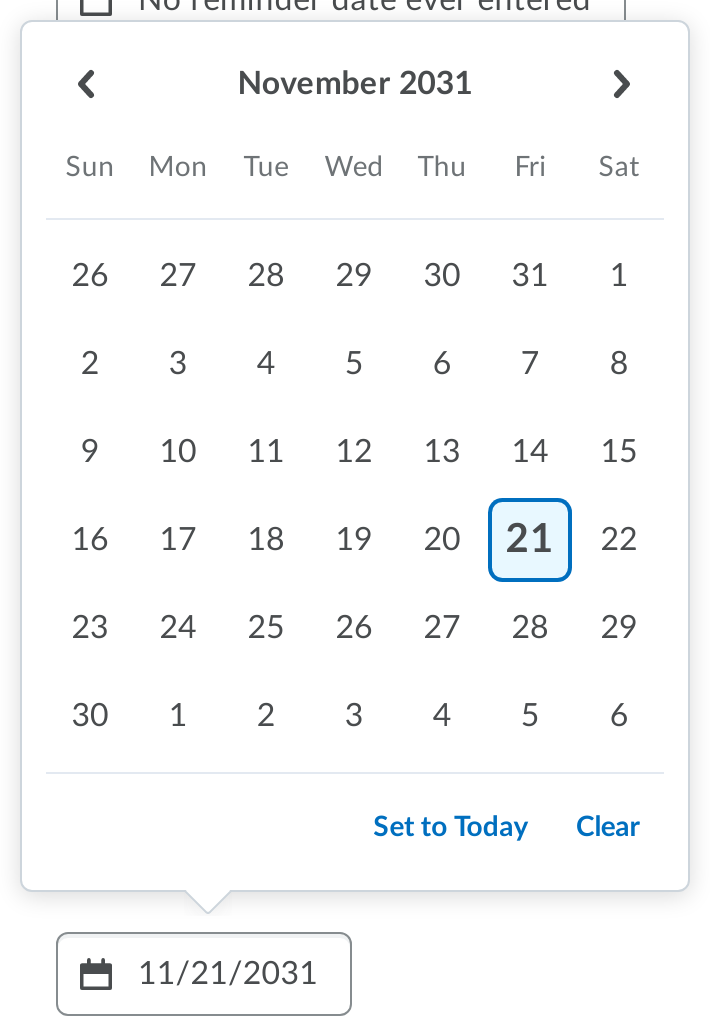 No reminder date ever entered
November 2031
Sun Mon Tue Wed Thu Fri Sat
26 27 28 29 30 31 1
2 3 4 5 6 7 8
9 10 11 12 13 14 15
16 17 18 19 20 21 22
23 24 25 26 27 28 29
30 1 2 3 4 5 6
Set to Today Clear
11/21/2031